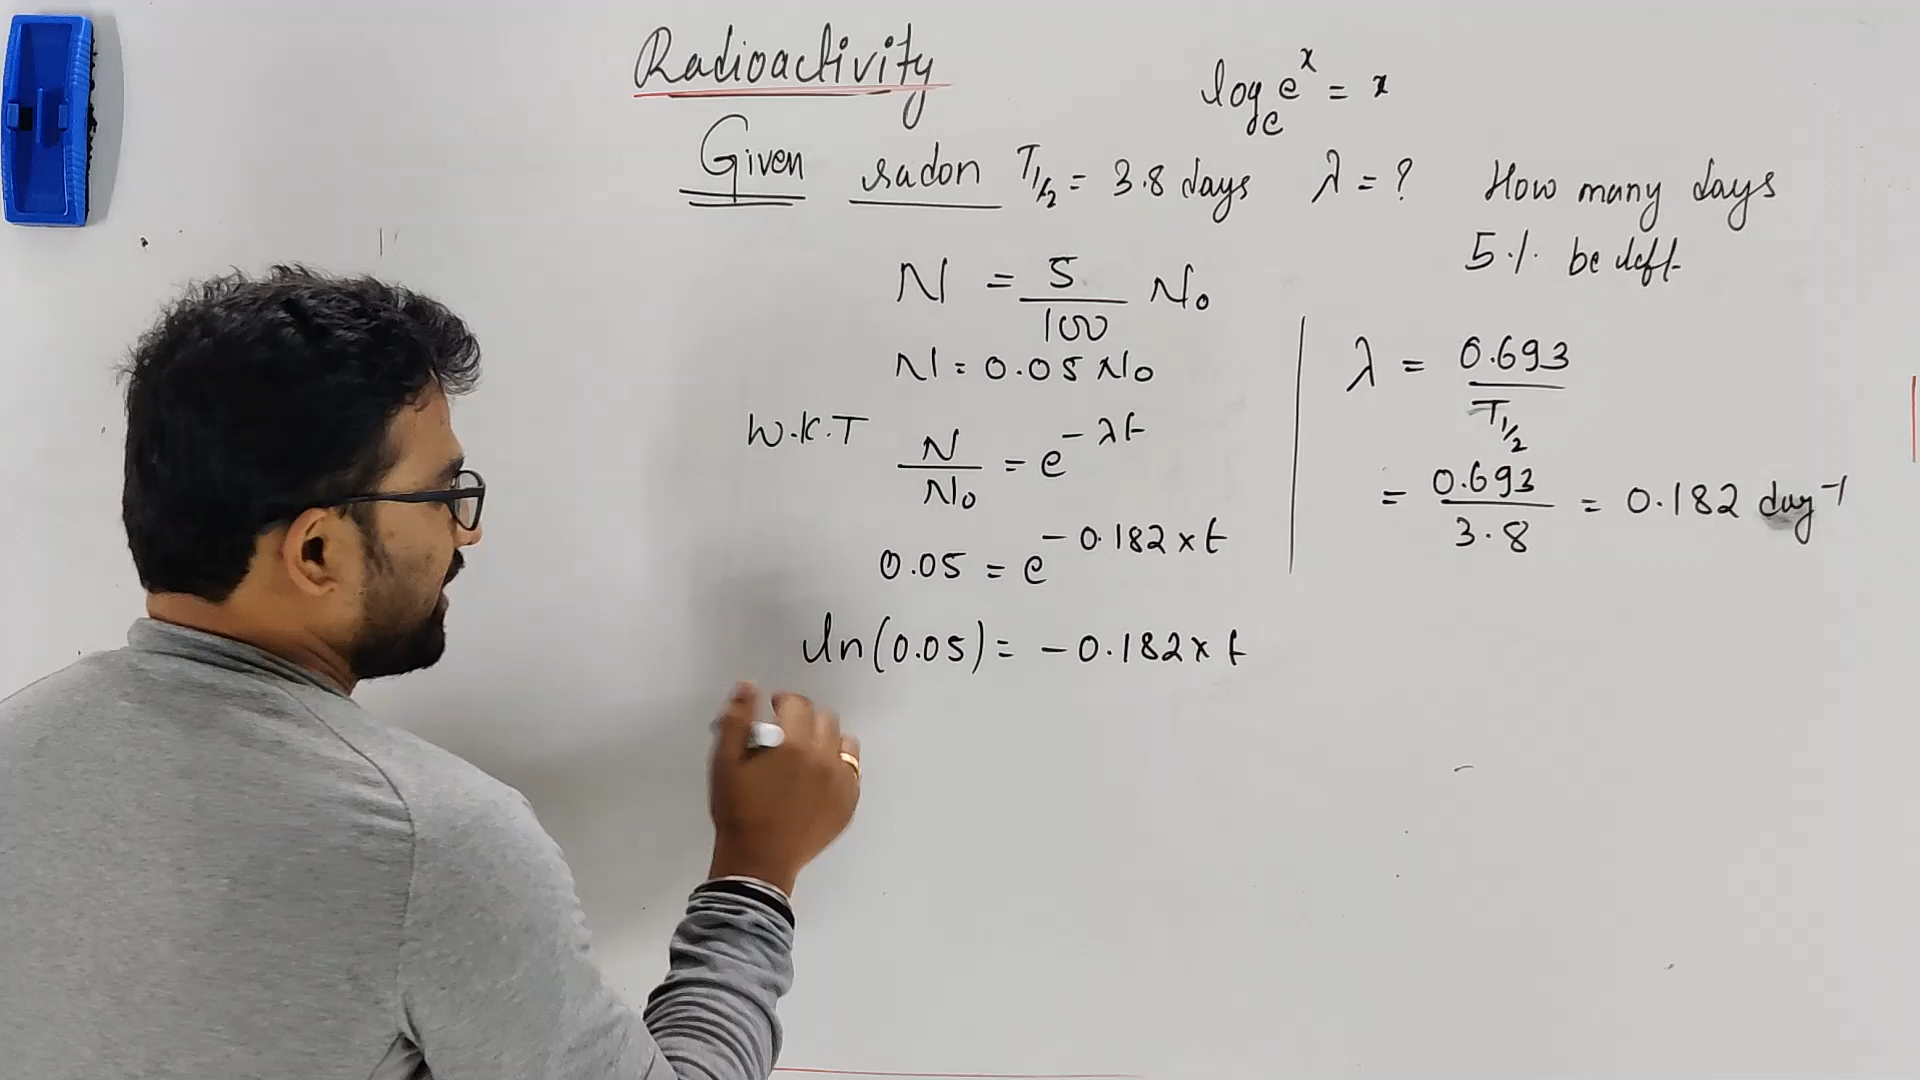 Radioactivity
logₑ eˣ = x
Given radon T1/2 = 3.8 days λ = ? How many days
5% be left
N = 5/100 N₀
N = 0.05 N₀
W.K.T N/N₀ = e^-λt
0.05 = e^-0.182 x t
ln(0.05) = -0.182 x t
λ = 0.693/T1/2
= 0.693/3.8 = 0.182 day⁻¹